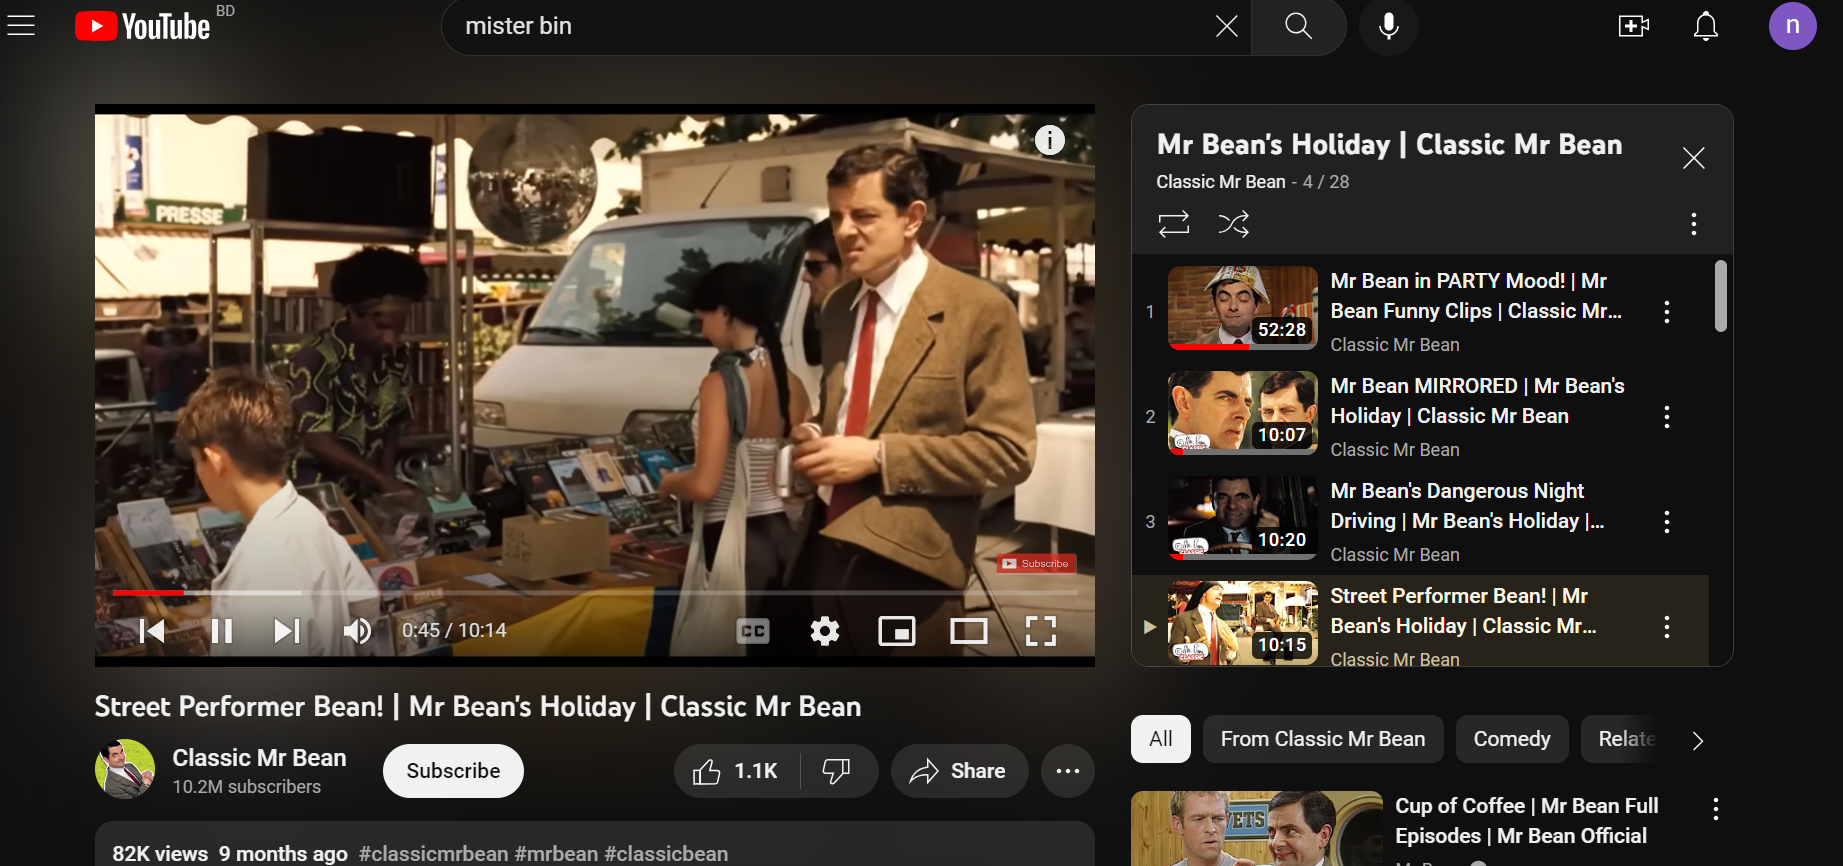 YouTube BD
mister bin
n
PRESSE
i
Subscribe
0:45 / 10:14
CC
Street Performer Bean! | Mr Bean's Holiday | Classic Mr Bean
Classic Mr Bean
10.2M subscribers
Subscribe
1.1K
Share
82K views 9 months ago #classicmrbean #mrbean #classicbean
Mr Bean's Holiday | Classic Mr Bean
Classic Mr Bean - 4 / 28
1
52:28
Mr Bean in PARTY Mood! | Mr
Bean Funny Clips | Classic Mr...
Classic Mr Bean
2
CLASSIC
10:07
Mr Bean MIRRORED | Mr Bean's
Holiday | Classic Mr Bean
Classic Mr Bean
3
CLASSIC
10:20
Mr Bean's Dangerous Night
Driving | Mr Bean's Holiday |...
Classic Mr Bean
CLASSIC
10:15
Street Performer Bean! | Mr
Bean's Holiday | Classic Mr...
Classic Mr Bean
All
From Classic Mr Bean
Comedy
Relate
VETS
Cup of Coffee | Mr Bean Full
Episodes | Mr Bean Official